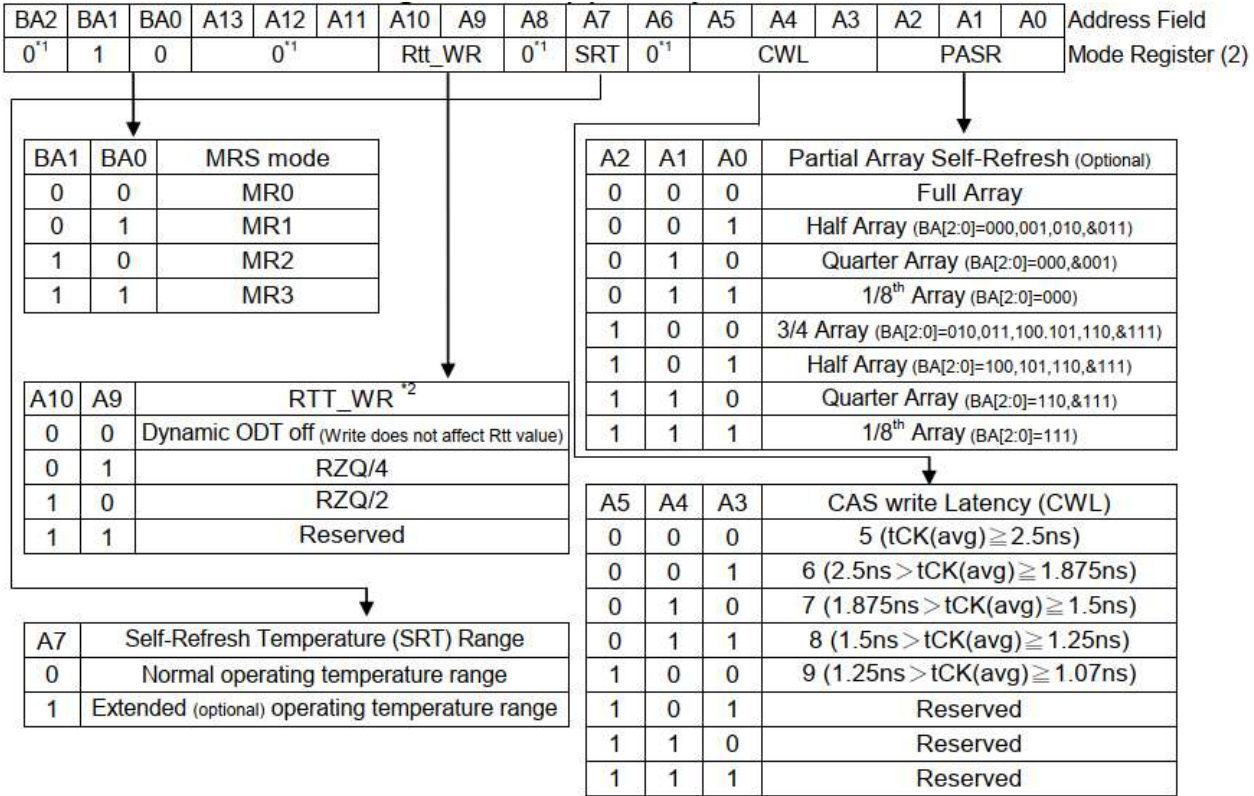 BA2 BA1 BA0 A13 A12 A11 A10 A9 A8 A7 A6 A5 A4 A3 A2 A1 A0 Address Field
0*1 1 0 0*1 Rtt_WR 0*1 SRT 0*1 CWL PASR Mode Register (2)
BA1 BA0 MRS mode
0 0 MR0
0 1 MR1
1 0 MR2
1 1 MR3
A2 A1 A0 Partial Array Self-Refresh (Optional)
0 0 0 Full Array
0 0 1 Half Array (BA[2:0]=000,001,010,&011)
0 1 0 Quarter Array (BA[2:0]=000,&001)
0 1 1 1/8th Array (BA[2:0]=000)
1 0 0 3/4 Array (BA[2:0]=010,011,100.101,110,&111)
1 0 1 Half Array (BA[2:0]=100,101,110,&111)
1 1 0 Quarter Array (BA[2:0]=110,&111)
1 1 1 1/8th Array (BA[2:0]=111)
A10 A9 RTT_WR *2
0 0 Dynamic ODT off (Write does not affect Rtt value)
0 1 RZQ/4
1 0 RZQ/2
1 1 Reserved
A5 A4 A3 CAS write Latency (CWL)
0 0 0 5 (tCK(avg)≧2.5ns)
0 0 1 6 (2.5ns>tCK(avg)≧1.875ns)
0 1 0 7 (1.875ns>tCK(avg)≧1.5ns)
0 1 1 8 (1.5ns>tCK(avg)≧1.25ns)
1 0 0 9 (1.25ns>tCK(avg)≧1.07ns)
1 0 1 Reserved
1 1 0 Reserved
1 1 1 Reserved
A7 Self-Refresh Temperature (SRT) Range
0 Normal operating temperature range
1 Extended (optional) operating temperature range